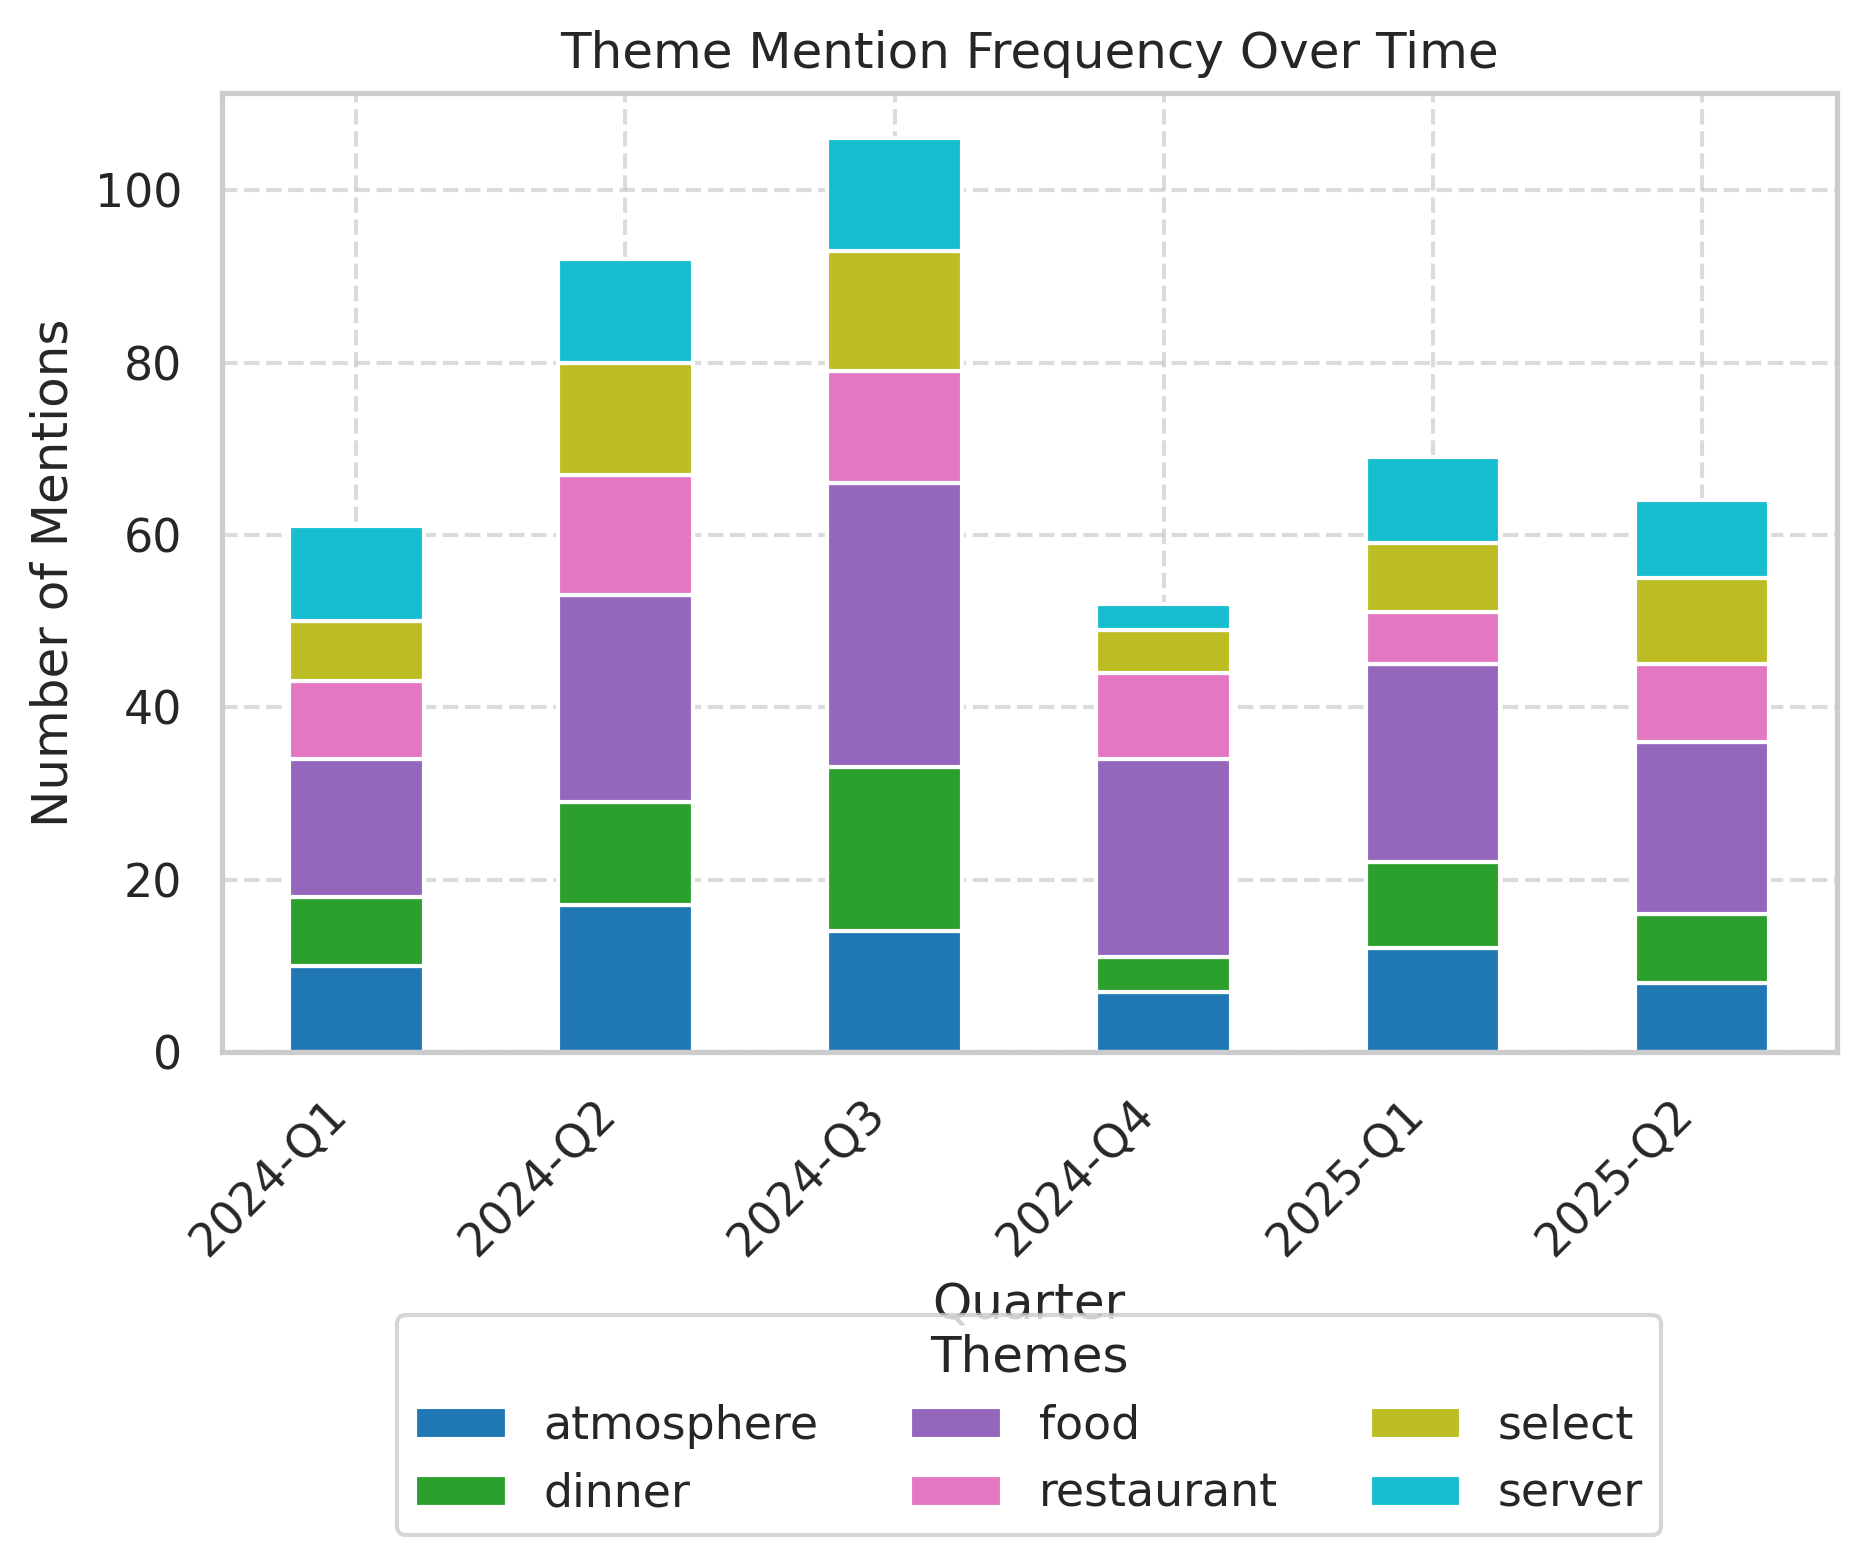 Theme Mention Frequency Over Time
Number of Mentions
100
80
60
40
20
0
2024-Q1
2024-Q2
2024-Q3
2024-Q4
2025-Q1
2025-Q2
Quarter
Themes
atmosphere
food
select
dinner
restaurant
server